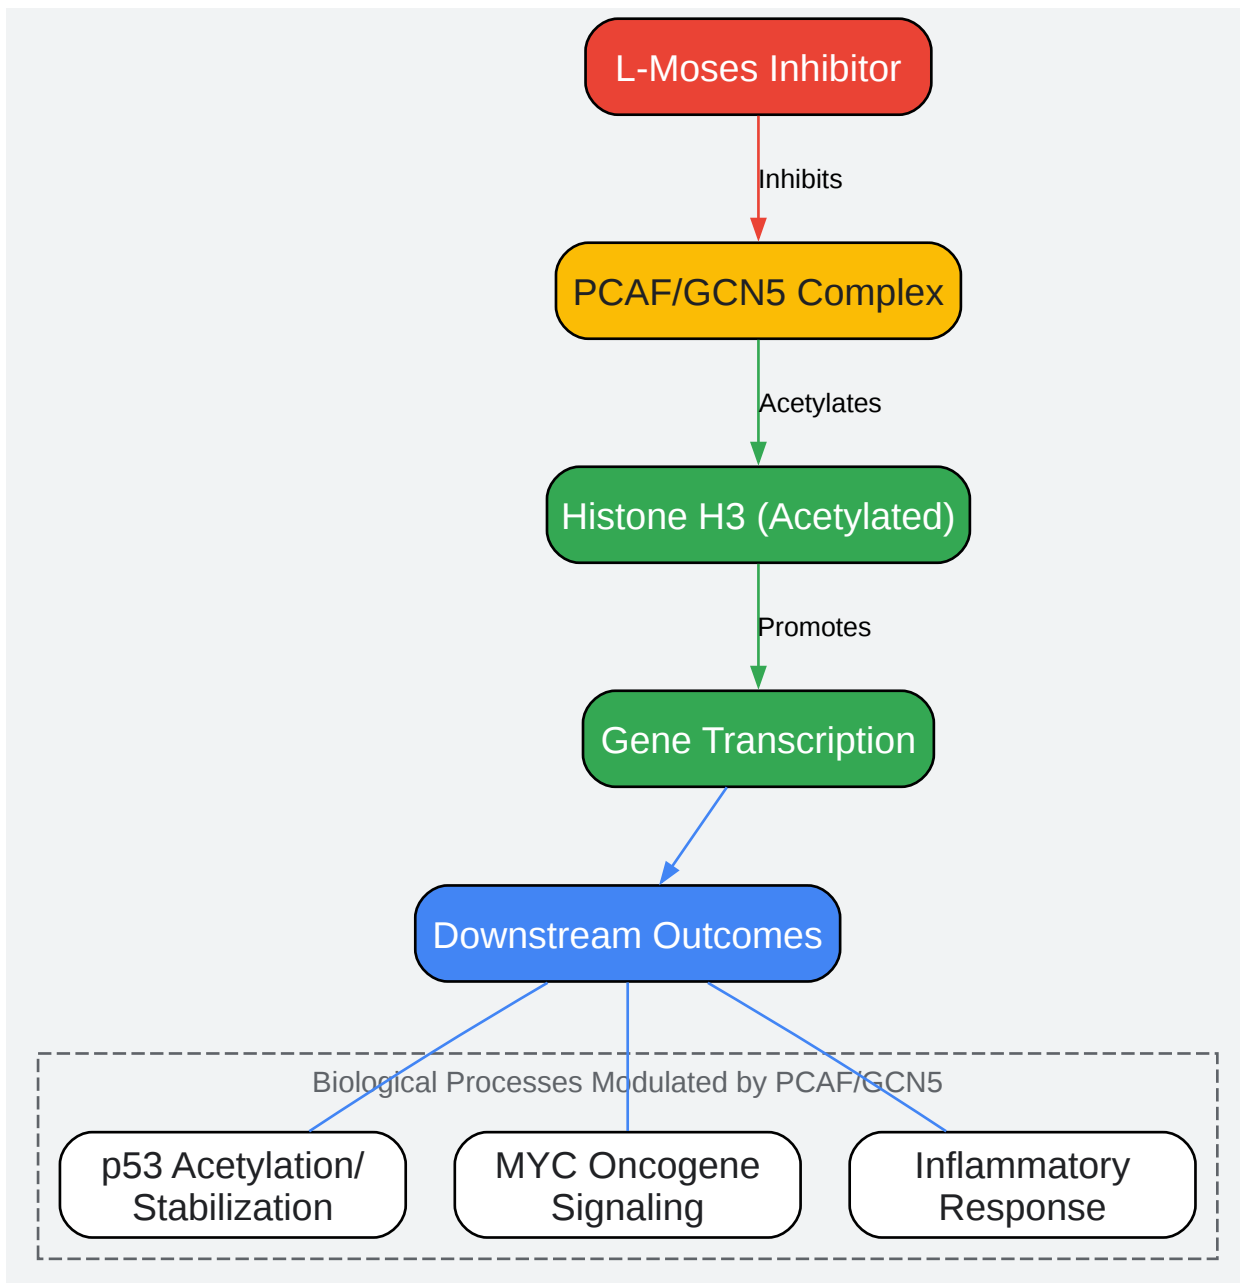 L-Moses Inhibitor
Inhibits
PCAF/GCN5 Complex
Acetylates
Histone H3 (Acetylated)
Promotes
Gene Transcription
Downstream Outcomes
Biological Processes Modulated by PCAF/GCN5
p53 Acetylation/
Stabilization
MYC Oncogene
Signaling
Inflammatory
Response